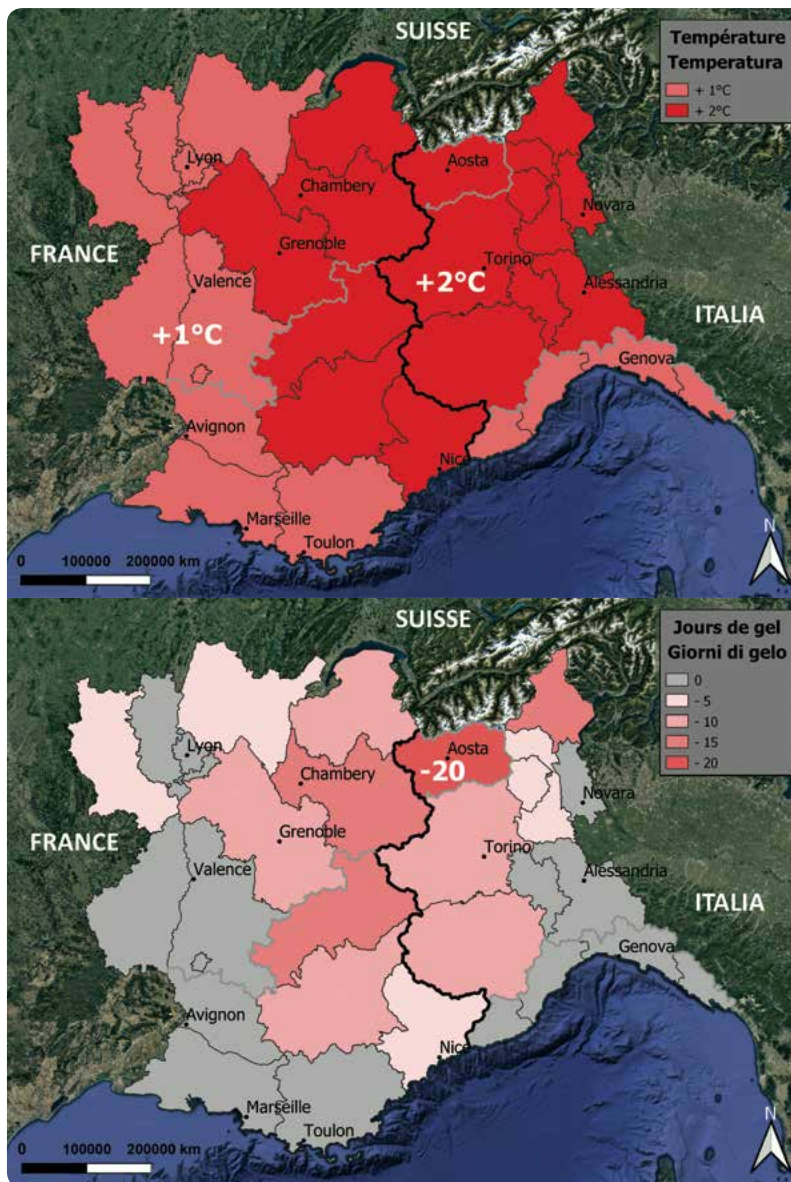 SUISSE
Température
Temperatura
+ 1°C
+ 2°C
Lyon
Aosta
Chambery
Novara
FRANCE
Grenoble
Torino
Valence
+2°C
Alessandria
ITALIA
+1°C
Genova
Avignon
Nice
Marseille
Toulon
N
0 100000 200000 km
SUISSE
Jours de gel
Giorni di gelo
0
- 5
- 10
- 15
- 20
Lyon
Aosta
-20
Chambery
Novara
FRANCE
Grenoble
Torino
Valence
Alessandria
ITALIA
Genova
Avignon
Nice
Marseille
Toulon
N
0 100000 200000 km